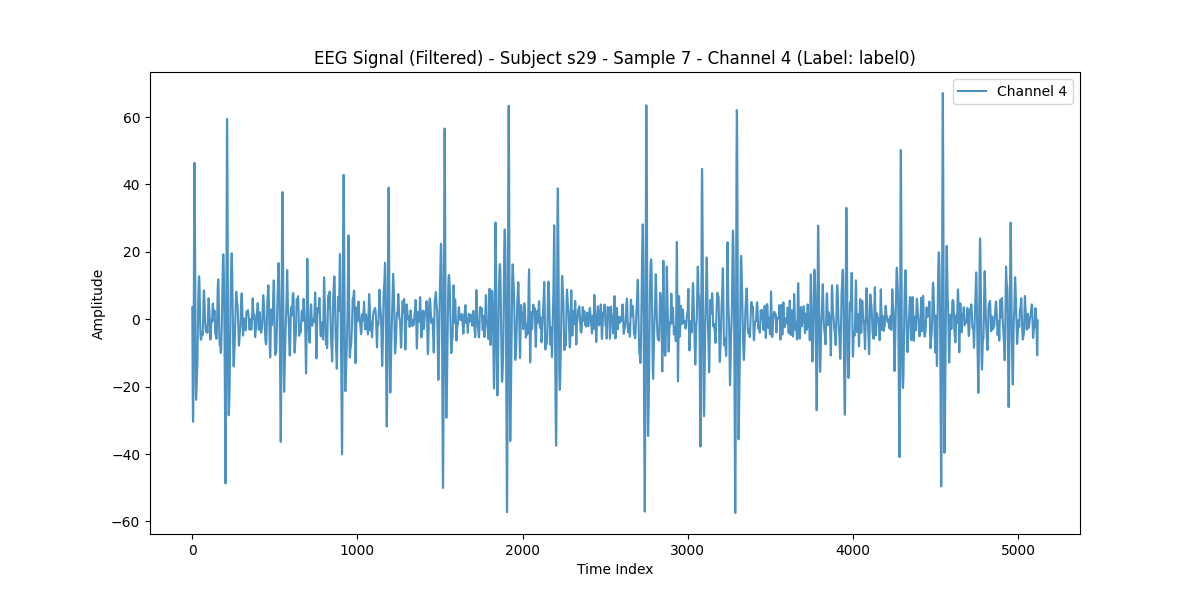 EEG Signal (Filtered) - Subject s29 - Sample 7 - Channel 4 (Label: label0)
Channel 4
Amplitude
60
40
20
0
−20
−40
−60
0 1000 2000 3000 4000 5000
Time Index